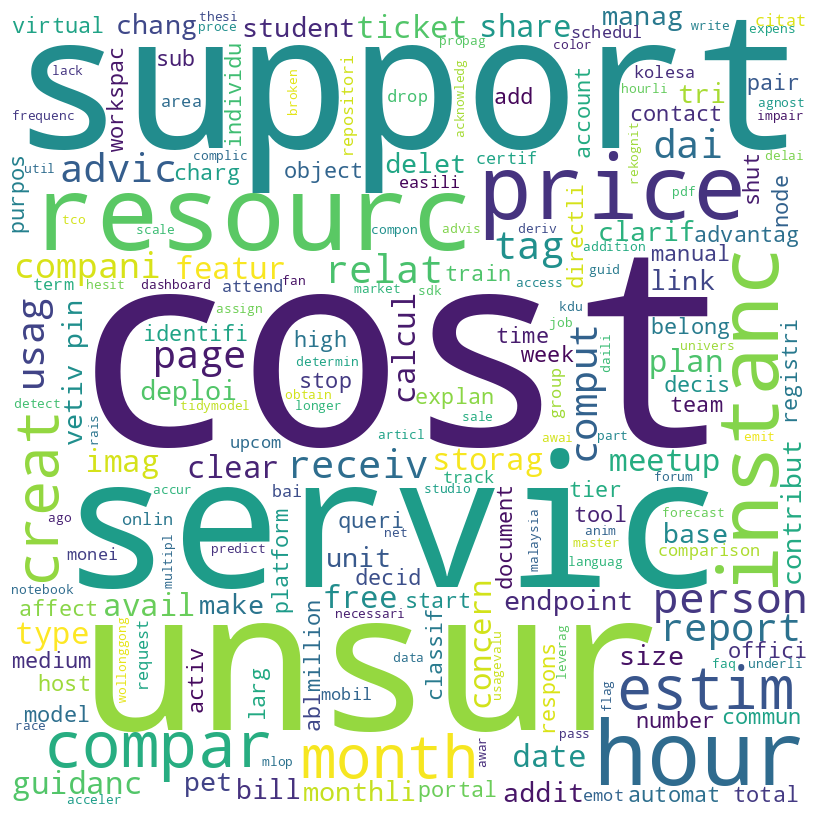 virtual
chang
thesi
proce
student
ticket
share
manag
schedul
color
write
citat
expens
support
propag
lack
sub
workspac
area
individu
broken
repositori
drop
acknowledg
add
account
kolesa
hourli
tri
pair
agnost
contact
impair
frequenc
purpos
util
advic
complic
charg
object
delet
certif
easili
dai
rekognit
shut
delai
node
resourc
price
pdf
tco
scale
compon
advis
deriv
tag
addition
directli
clarif
guid
advantag
compani
featur
relat
train
manual
link
term
hesit
dashboard
attend
fan
assign
market
sdk
access
usag
vetiv
pin
identifi
page
high
stop
determin
calcul
time
week
job
kdu
comput
belong
univers
plan
decis
team
registri
instanc
cost
detect
rais
deploi
tidymodel
obtain
longer
explan
sale
group
daili
creat
upcom
articl
awai
part
emit
imag
clear
receiv
storag
meetup
forum
forecast
ago
accur
bai
track
studio
tier
contribut
servic
onlin
monei
multipl
predict
queri
net
platform
unit
decid
document
anim
malaysia
tool
master
languag
base
comparison
notebook
affect
avail
make
free
start
necessari
endpoint
person
type
wollonggong
request
unsur
data
classif
concern
usagevalu
respons
leverag
report
faq
underli
medium
host
model
race
activ
larg
ablmillion
mobil
size
offici
number
commun
flag
estim
compar
mlop
month
awar
pass
date
hour
guidanc
acceler
pet
bill
monthli
portal
addit
emot
automat
total